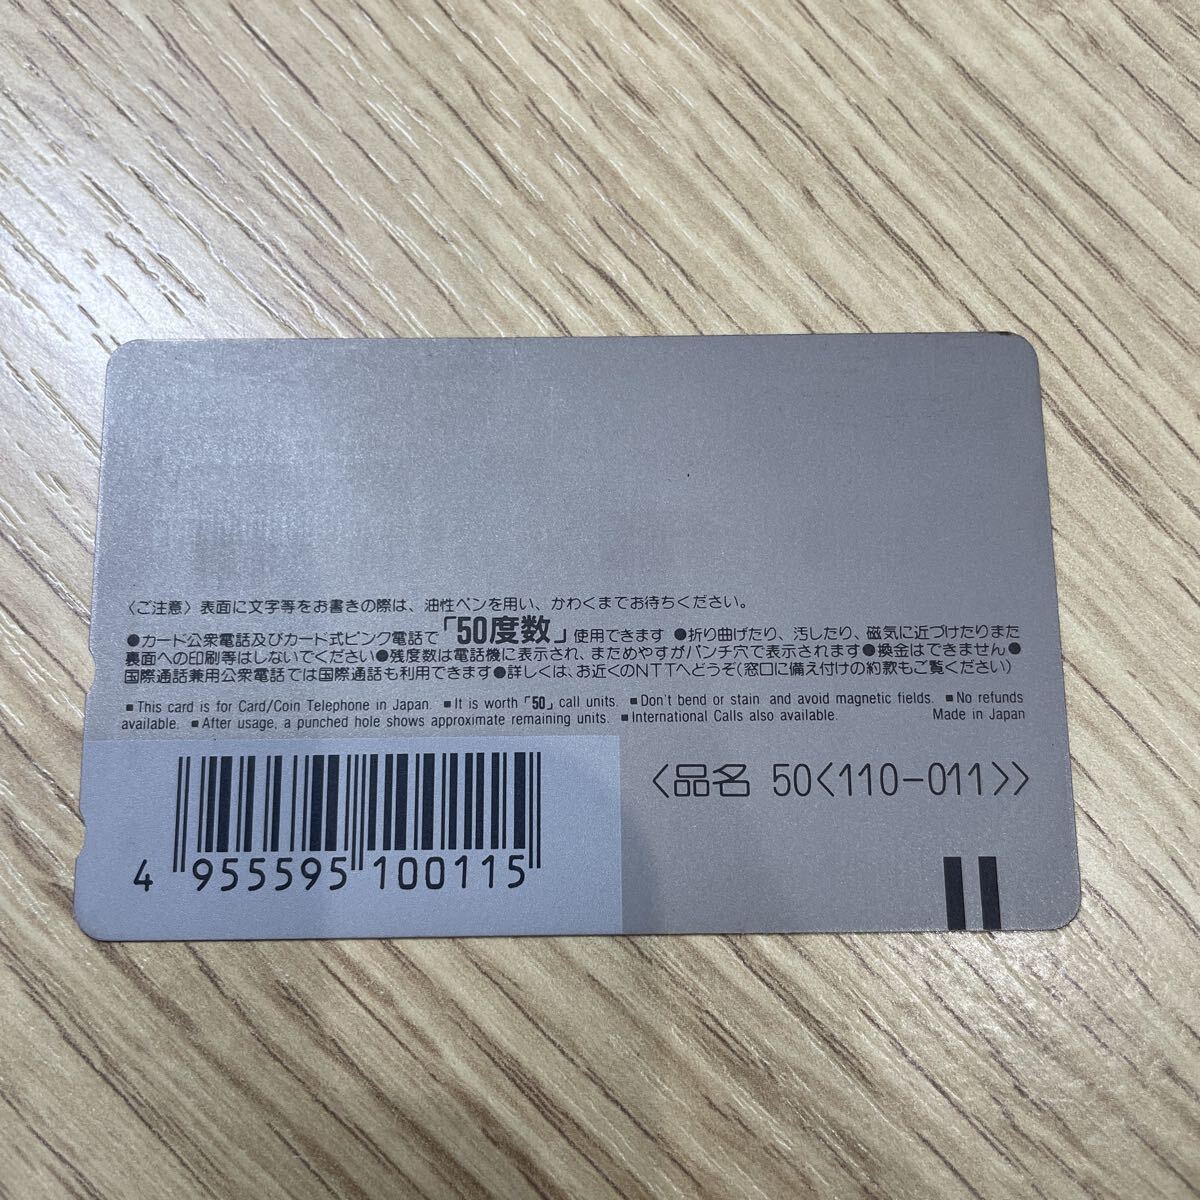 〈ご注意〉表面に文字等をお書きの際は、油性ペンを用い、かわくまでお待ちください。
●カード公衆電話及びカード式ピンク電話で「50度数」使用できます ●折り曲げたり、汚したり、磁気に近づけたりまた
裏面への印刷等はしないでください●残度数は電話機に表示され、まためやすがパンチ穴で表示されます●換金はできません●
国際通話兼用公衆電話では国際通話も利用できます●詳しくは、お近くのNTTへどうぞ(窓口に備え付けの約款もご覧ください)
■This card is for Card/Coin Telephone in Japan. ■It is worth「50」call units. ■Don't bend or stain and avoid magnetic fields. ■No refunds
available. ■After usage, a punched hole shows approximate remaining units. ■International Calls also available. Made in Japan
〈品名 50〈110-011〉〉
4 955595 100115